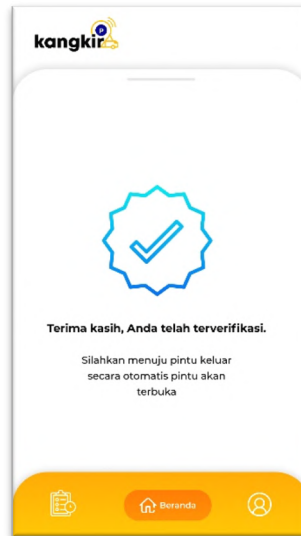 kangkir
P
Terima kasih, Anda telah terverifikasi.
Silahkan menuju pintu keluar
secara otomatis pintu akan
terbuka
Beranda